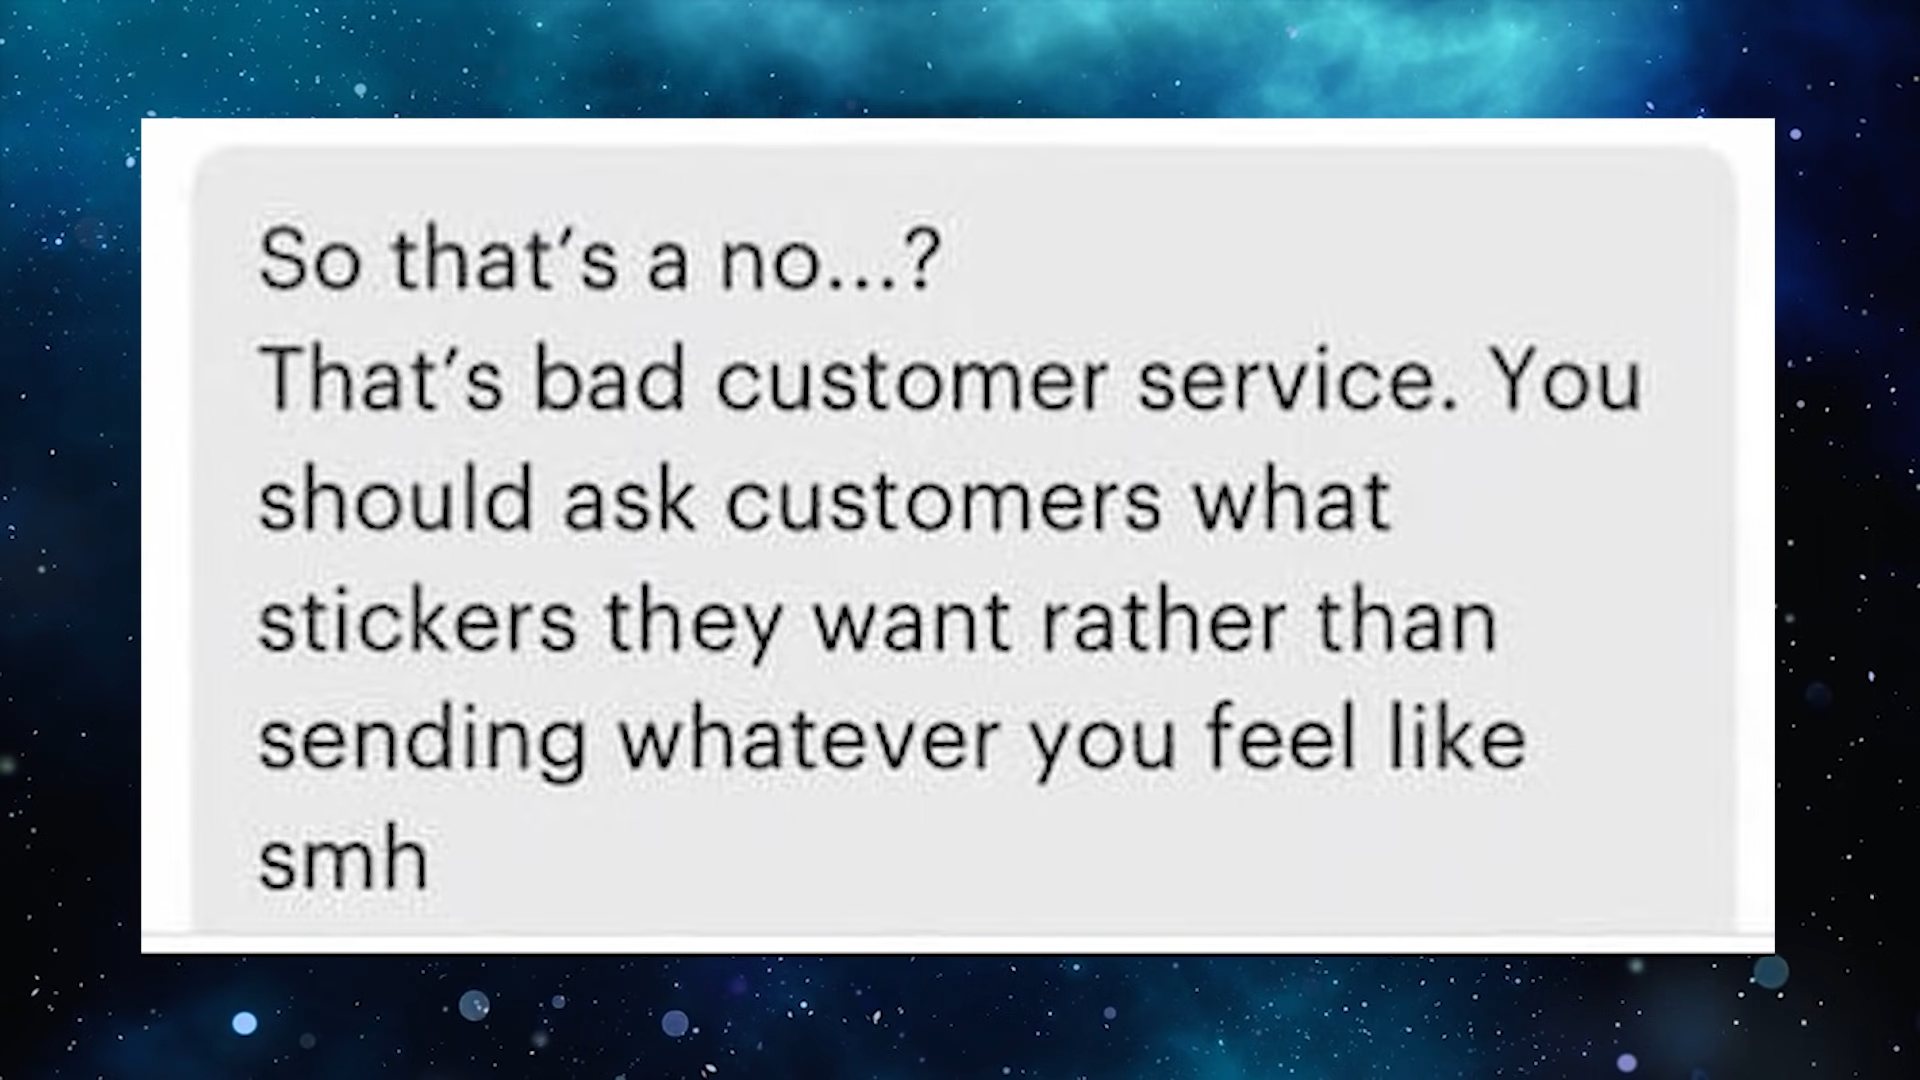 So that’s a no...?
That’s bad customer service. You
should ask customers what
stickers they want rather than
sending whatever you feel like
smh